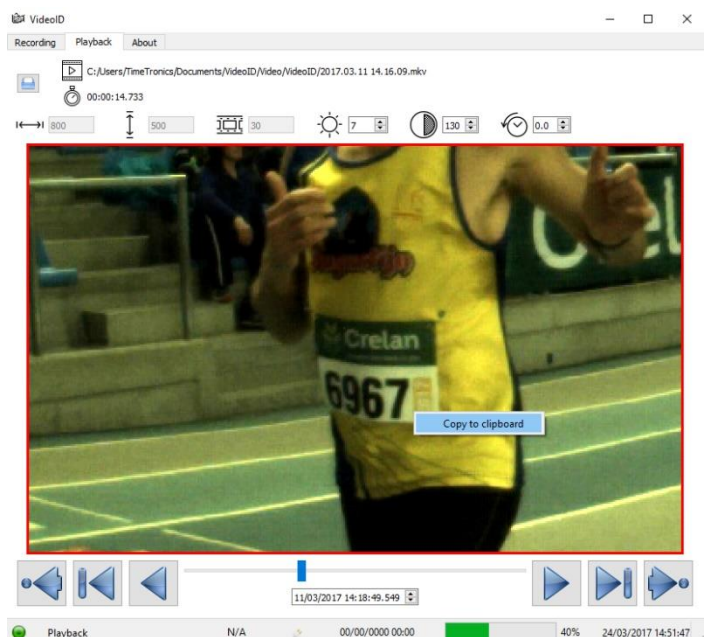 VideoID
Recording Playback About
C:/Users/TimeTronics/Documents/VideoID/Video/VideoID/2017.03.11 14.16.09.mkv
00:00:14.733
800 500 30 7 130 0.0
Crelan
6967
Copy to clipboard
11/03/2017 14:18:49.549
Playback N/A 00/00/0000 00:00 40% 24/03/2017 14:51:47